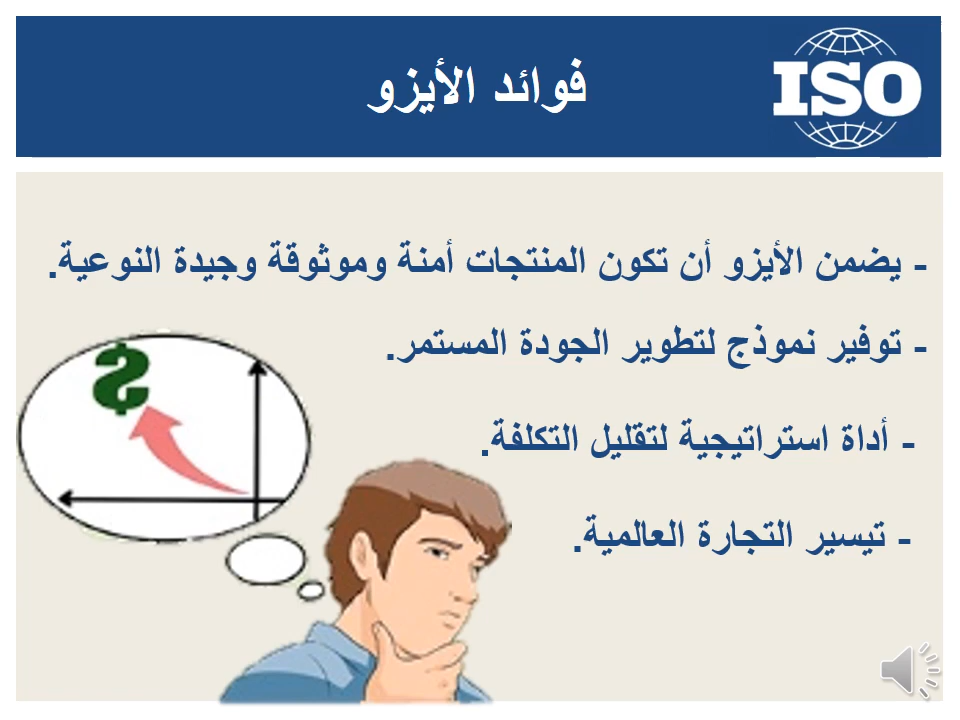 فوائد الأيزو
ISO
- يضمن الأيزو أن تكون المنتجات أمنة وموثوقة وجيدة النوعية.
- توفير نموذج لتطوير الجودة المستمر.
- أداة استراتيجية لتقليل التكلفة.
- تيسير التجارة العالمية.
$